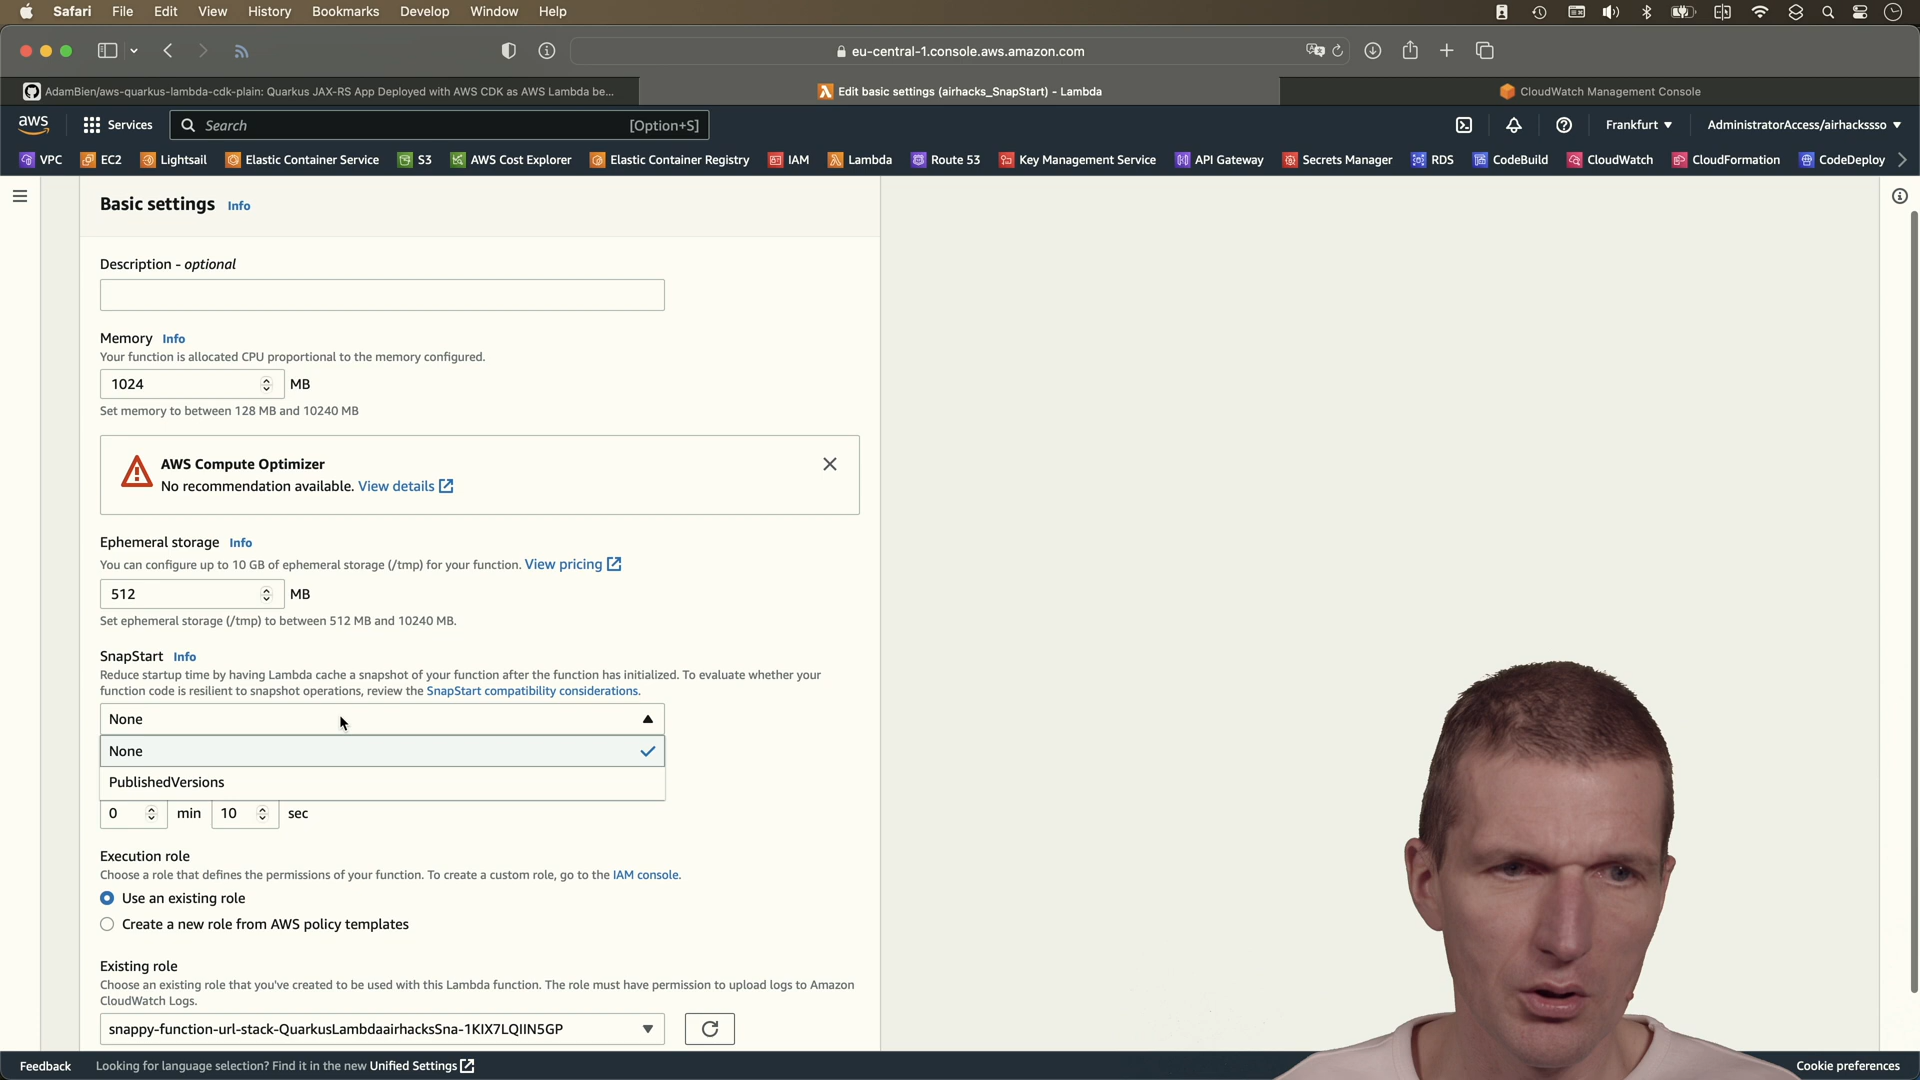 Safari File Edit View History Bookmarks Develop Window Help
eu-central-1.console.aws.amazon.com
AdamBien/aws-quarkus-lambda-cdk-plain: Quarkus JAX-RS App Deployed with AWS CDK as AWS Lambda be...
Edit basic settings (airhacks_SnapStart) - Lambda
CloudWatch Management Console
aws Services Search [Option+S] Frankfurt AdministratorAccess/airhackssso
VPC EC2 Lightsail Elastic Container Service S3 AWS Cost Explorer Elastic Container Registry IAM Lambda Route 53 Key Management Service API Gateway Secrets Manager RDS CodeBuild CloudWatch CloudFormation CodeDeploy
Basic settings Info
Description - optional
Memory Info
Your function is allocated CPU proportional to the memory configured.
1024 MB
Set memory to between 128 MB and 10240 MB
AWS Compute Optimizer
No recommendation available. View details
Ephemeral storage Info
You can configure up to 10 GB of ephemeral storage (/tmp) for your function. View pricing
512 MB
Set ephemeral storage (/tmp) to between 512 MB and 10240 MB.
SnapStart Info
Reduce startup time by having Lambda cache a snapshot of your function after the function has initialized. To evaluate whether your
function code is resilient to snapshot operations, review the SnapStart compatibility considerations.
None
None
PublishedVersions
0 min 10 sec
Execution role
Choose a role that defines the permissions of your function. To create a custom role, go to the IAM console.
Use an existing role
Create a new role from AWS policy templates
Existing role
Choose an existing role that you've created to be used with this Lambda function. The role must have permission to upload logs to Amazon
CloudWatch Logs.
snappy-function-url-stack-QuarkusLambdaairhacksSna-1KIX7LQIIN5GP
Feedback Looking for language selection? Find it in the new Unified Settings Cookie preferences